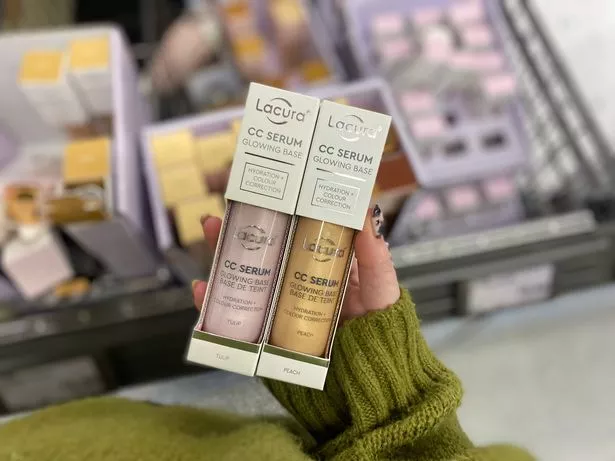 Lacura
CC SERUM
GLOWING BASE
HYDRATION +
COLOUR
CORRECTION
Lacura
CC SERUM
GLOWING BASE
BASE DE TEINT
HYDRATION +
COLOUR CORRECTION
TULIP
TULIP
Lacura
CC SERUM
GLOWING BASE
HYDRATION +
COLOUR
CORRECTION
Lacura
CC SERUM
GLOWING BASE
BASE DE TEINT
HYDRATION +
COLOUR CORRECTION
PEACH
PEACH